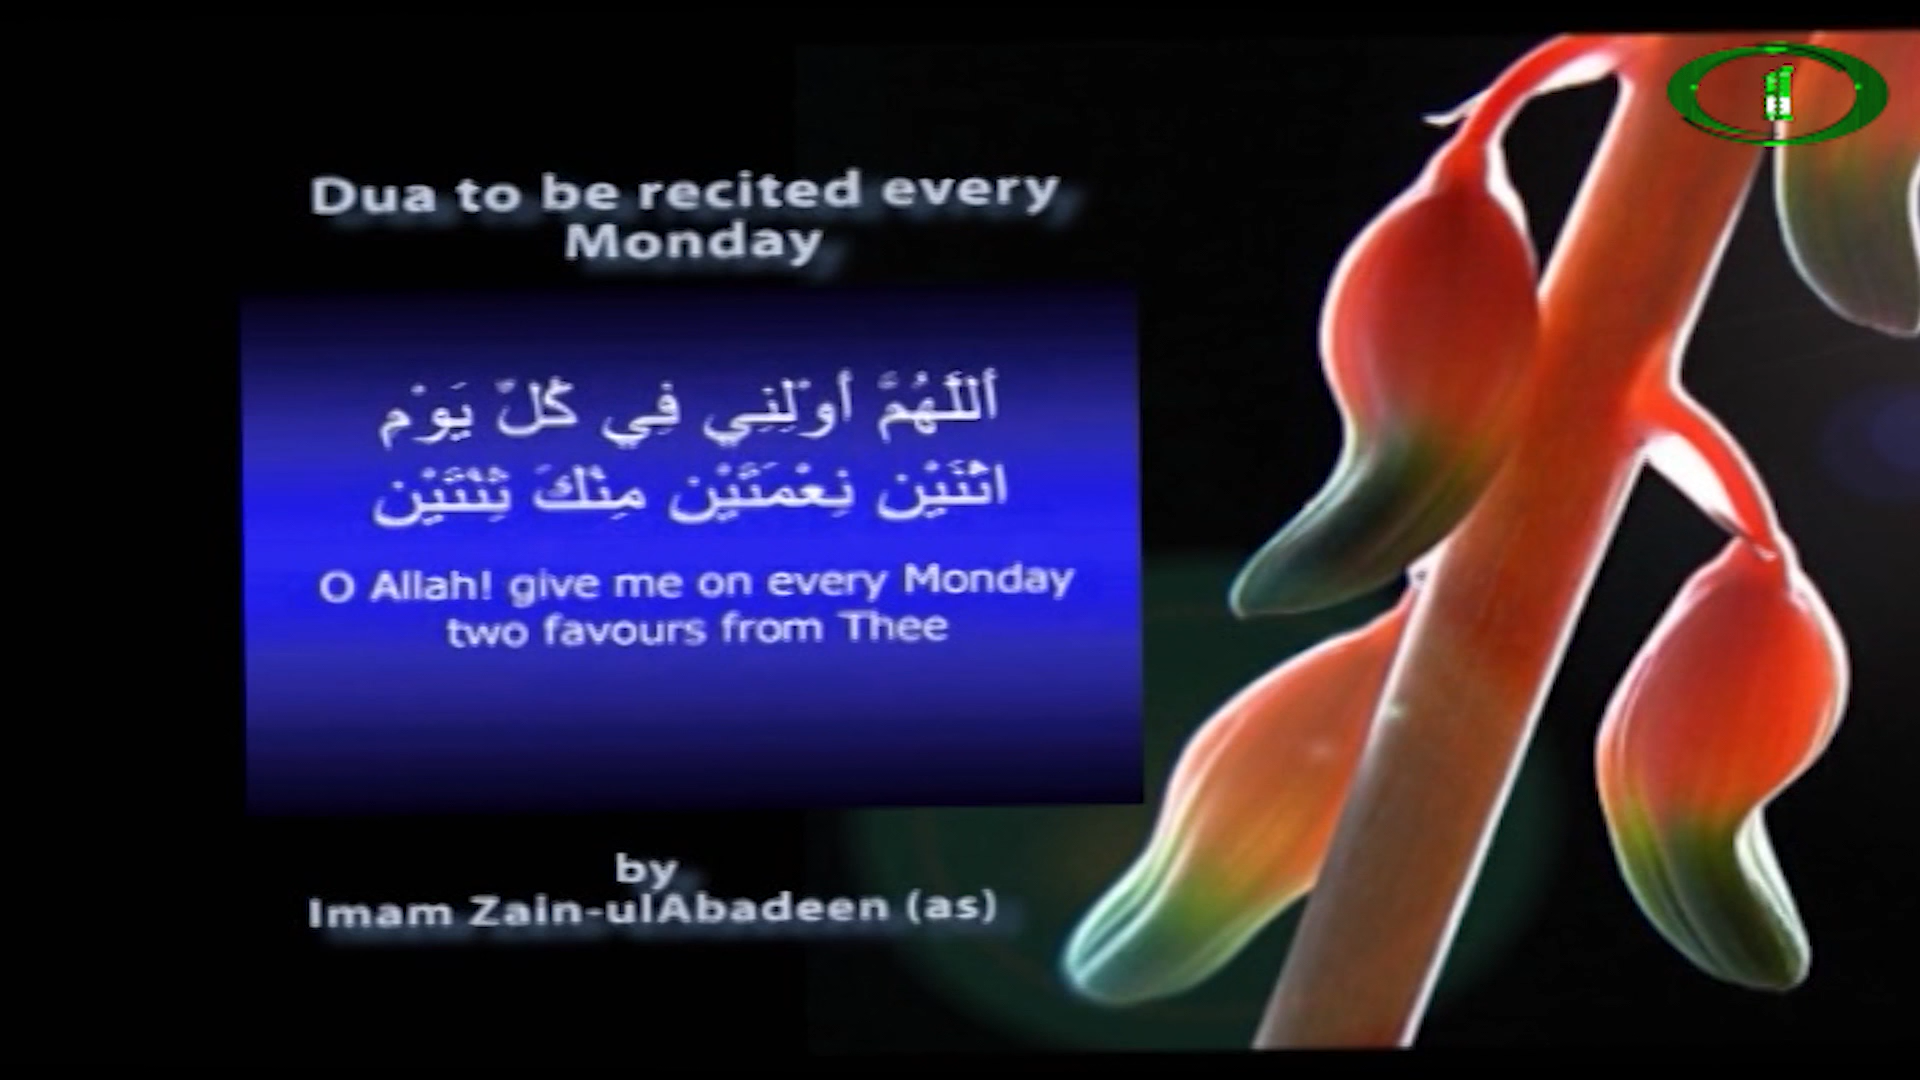 Dua to be recited every
Monday
أَللَّهُمَّ أَوْلِنِي فِي كُلِّ يَوْمِ
اثْنَيْنِ نِعْمَتَيْنِ مِنْكَ ثِنْتَيْنِ
O Allah! give me on every Monday
two favours from Thee
by
Imam Zain-ulAbadeen (as)